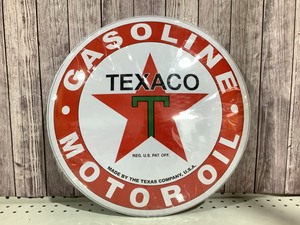 GASOLINE
TEXACO
T
REG. U.S. PAT. OFF.
MADE BY THE TEXAS COMPANY, U.S.A.
• MOTOR OIL •